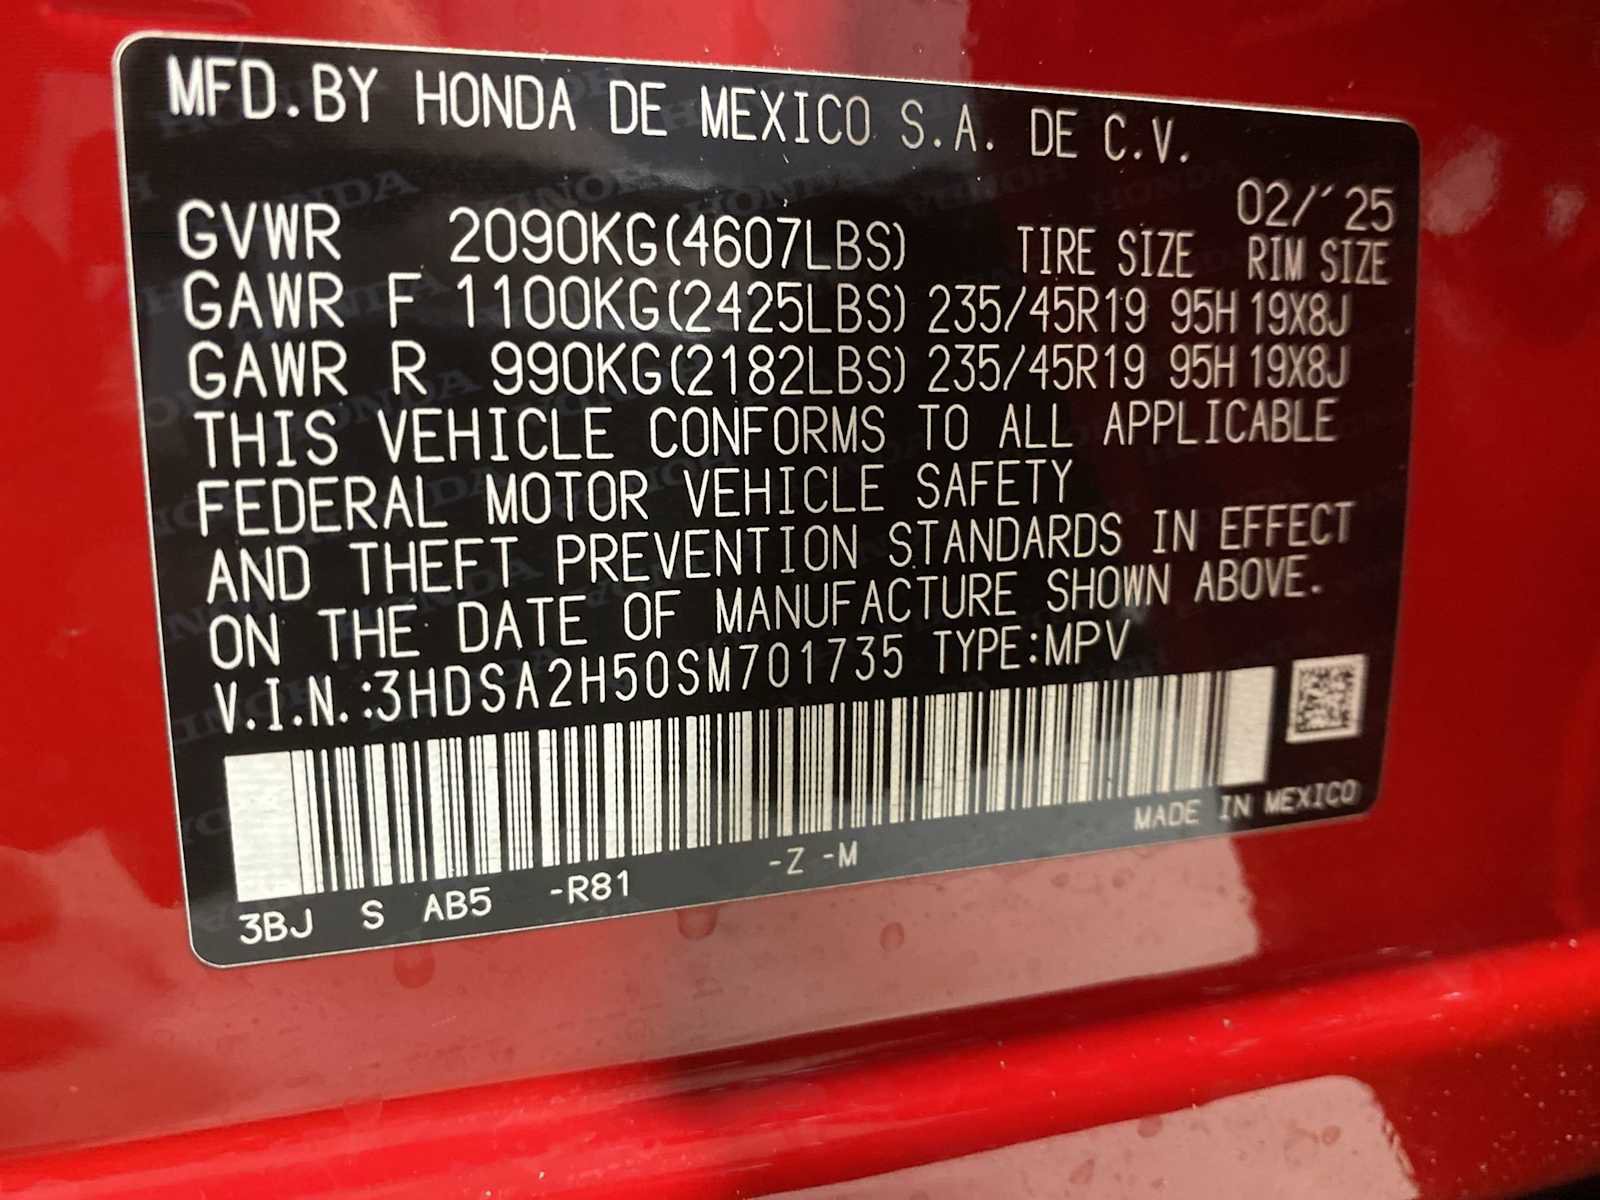 MFD.BY HONDA DE MEXICO S.A. DE C.V.
02/'25
GVWR 2090KG(4607LBS) TIRE SIZE RIM SIZE
GAWR F 1100KG(2425LBS) 235/45R19 95H 19X8J
GAWR R 990KG(2182LBS) 235/45R19 95H 19X8J
THIS VEHICLE CONFORMS TO ALL APPLICABLE
FEDERAL MOTOR VEHICLE SAFETY
AND THEFT PREVENTION STANDARDS IN EFFECT
ON THE DATE OF MANUFACTURE SHOWN ABOVE.
V.I.N.:3HDSA2H50SM701735 TYPE:MPV
MADE IN MEXICO
3BJ S AB5 -R81 -Z -M